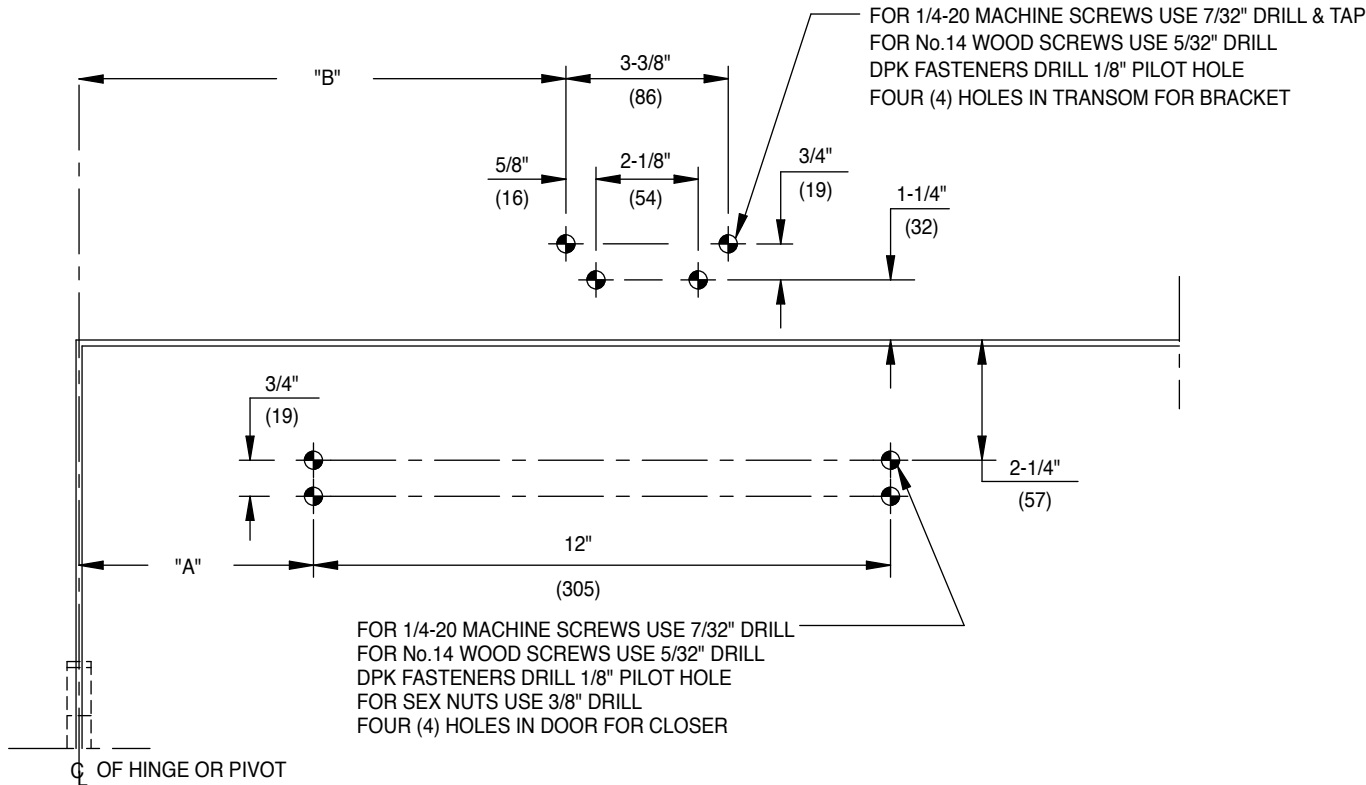 FOR 1/4-20 MACHINE SCREWS USE 7/32" DRILL & TAP
FOR No.14 WOOD SCREWS USE 5/32" DRILL
DPK FASTENERS DRILL 1/8" PILOT HOLE
FOUR (4) HOLES IN TRANSOM FOR BRACKET
"B"
3-3/8"
(86)
5/8"
(16)
2-1/8"
(54)
3/4"
(19)
1-1/4"
(32)
3/4"
(19)
2-1/4"
(57)
"A"
12"
(305)
FOR 1/4-20 MACHINE SCREWS USE 7/32" DRILL
FOR No.14 WOOD SCREWS USE 5/32" DRILL
DPK FASTENERS DRILL 1/8" PILOT HOLE
FOR SEX NUTS USE 3/8" DRILL
FOUR (4) HOLES IN DOOR FOR CLOSER
℄ OF HINGE OR PIVOT